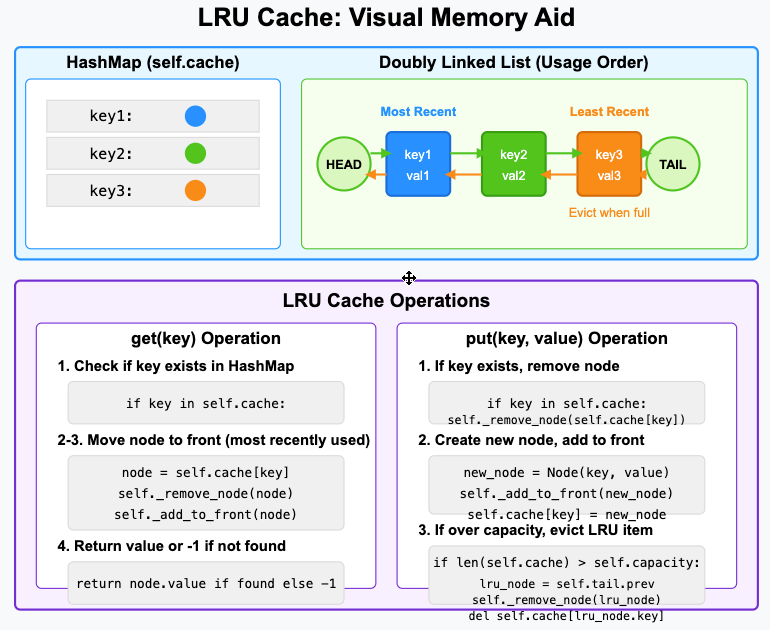 LRU Cache: Visual Memory Aid
HashMap (self.cache)
key1:
key2:
key3:
Doubly Linked List (Usage Order)
Most Recent
Least Recent
HEAD
key1
val1
key2
val2
key3
val3
TAIL
Evict when full
LRU Cache Operations
get(key) Operation
1. Check if key exists in HashMap
if key in self.cache:
2-3. Move node to front (most recently used)
node = self.cache[key]
self._remove_node(node)
self._add_to_front(node)
4. Return value or -1 if not found
return node.value if found else -1
put(key, value) Operation
1. If key exists, remove node
if key in self.cache:
self._remove_node(self.cache[key])
2. Create new node, add to front
new_node = Node(key, value)
self._add_to_front(new_node)
self.cache[key] = new_node
3. If over capacity, evict LRU item
if len(self.cache) > self.capacity:
lru_node = self.tail.prev
self._remove_node(lru_node)
del self.cache[lru_node.key]